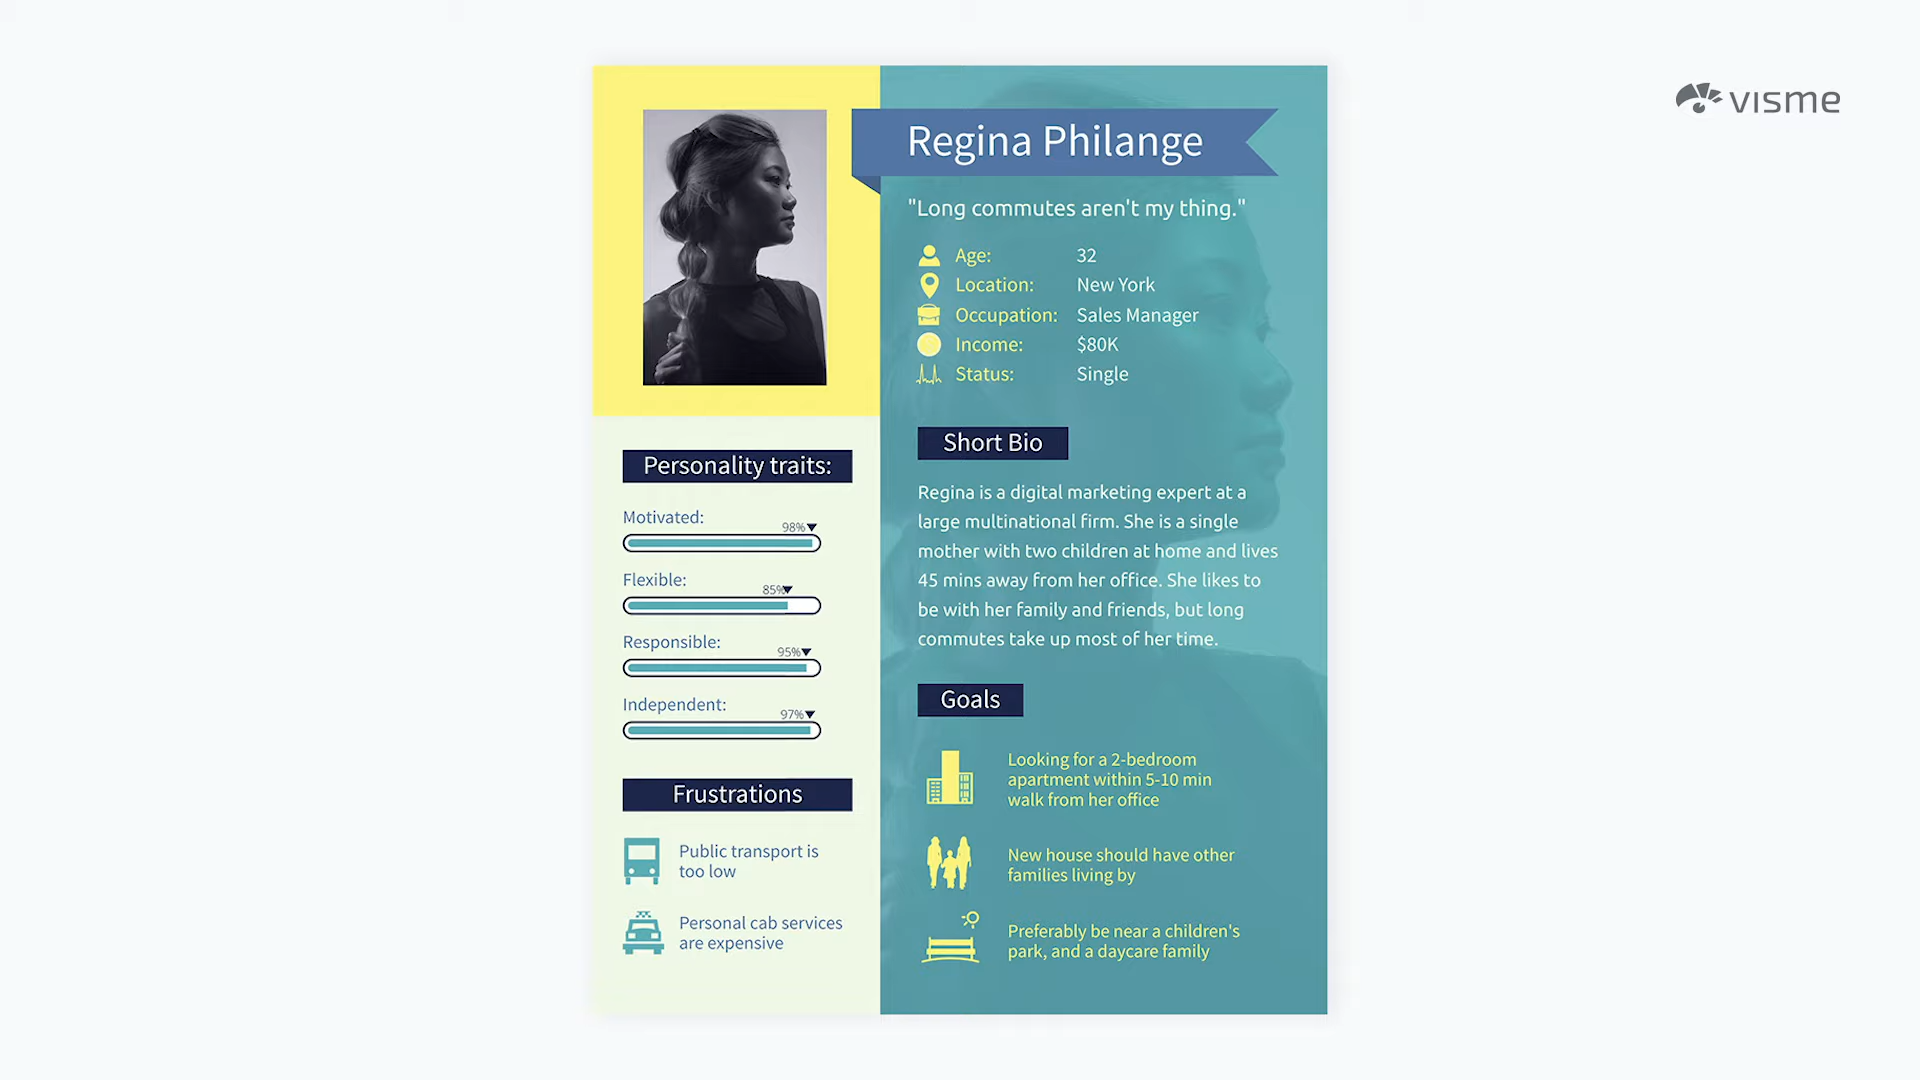 visme
Regina Philange
"Long commutes aren't my thing."
Age: 32
Location: New York
Occupation: Sales Manager
Income: $80K
Status: Single
Personality traits:
Motivated:
98%
Flexible:
85%
Responsible:
95%
Independent:
97%
Frustrations
Public transport is
too low
Personal cab services
are expensive
Short Bio
Regina is a digital marketing expert at a
large multinational firm. She is a single
mother with two children at home and lives
45 mins away from her office. She likes to
be with her family and friends, but long
commutes take up most of her time.
Goals
Looking for a 2-bedroom
apartment within 5-10 min
walk from her office
New house should have other
families living by
Preferably be near a children's
park, and a daycare family